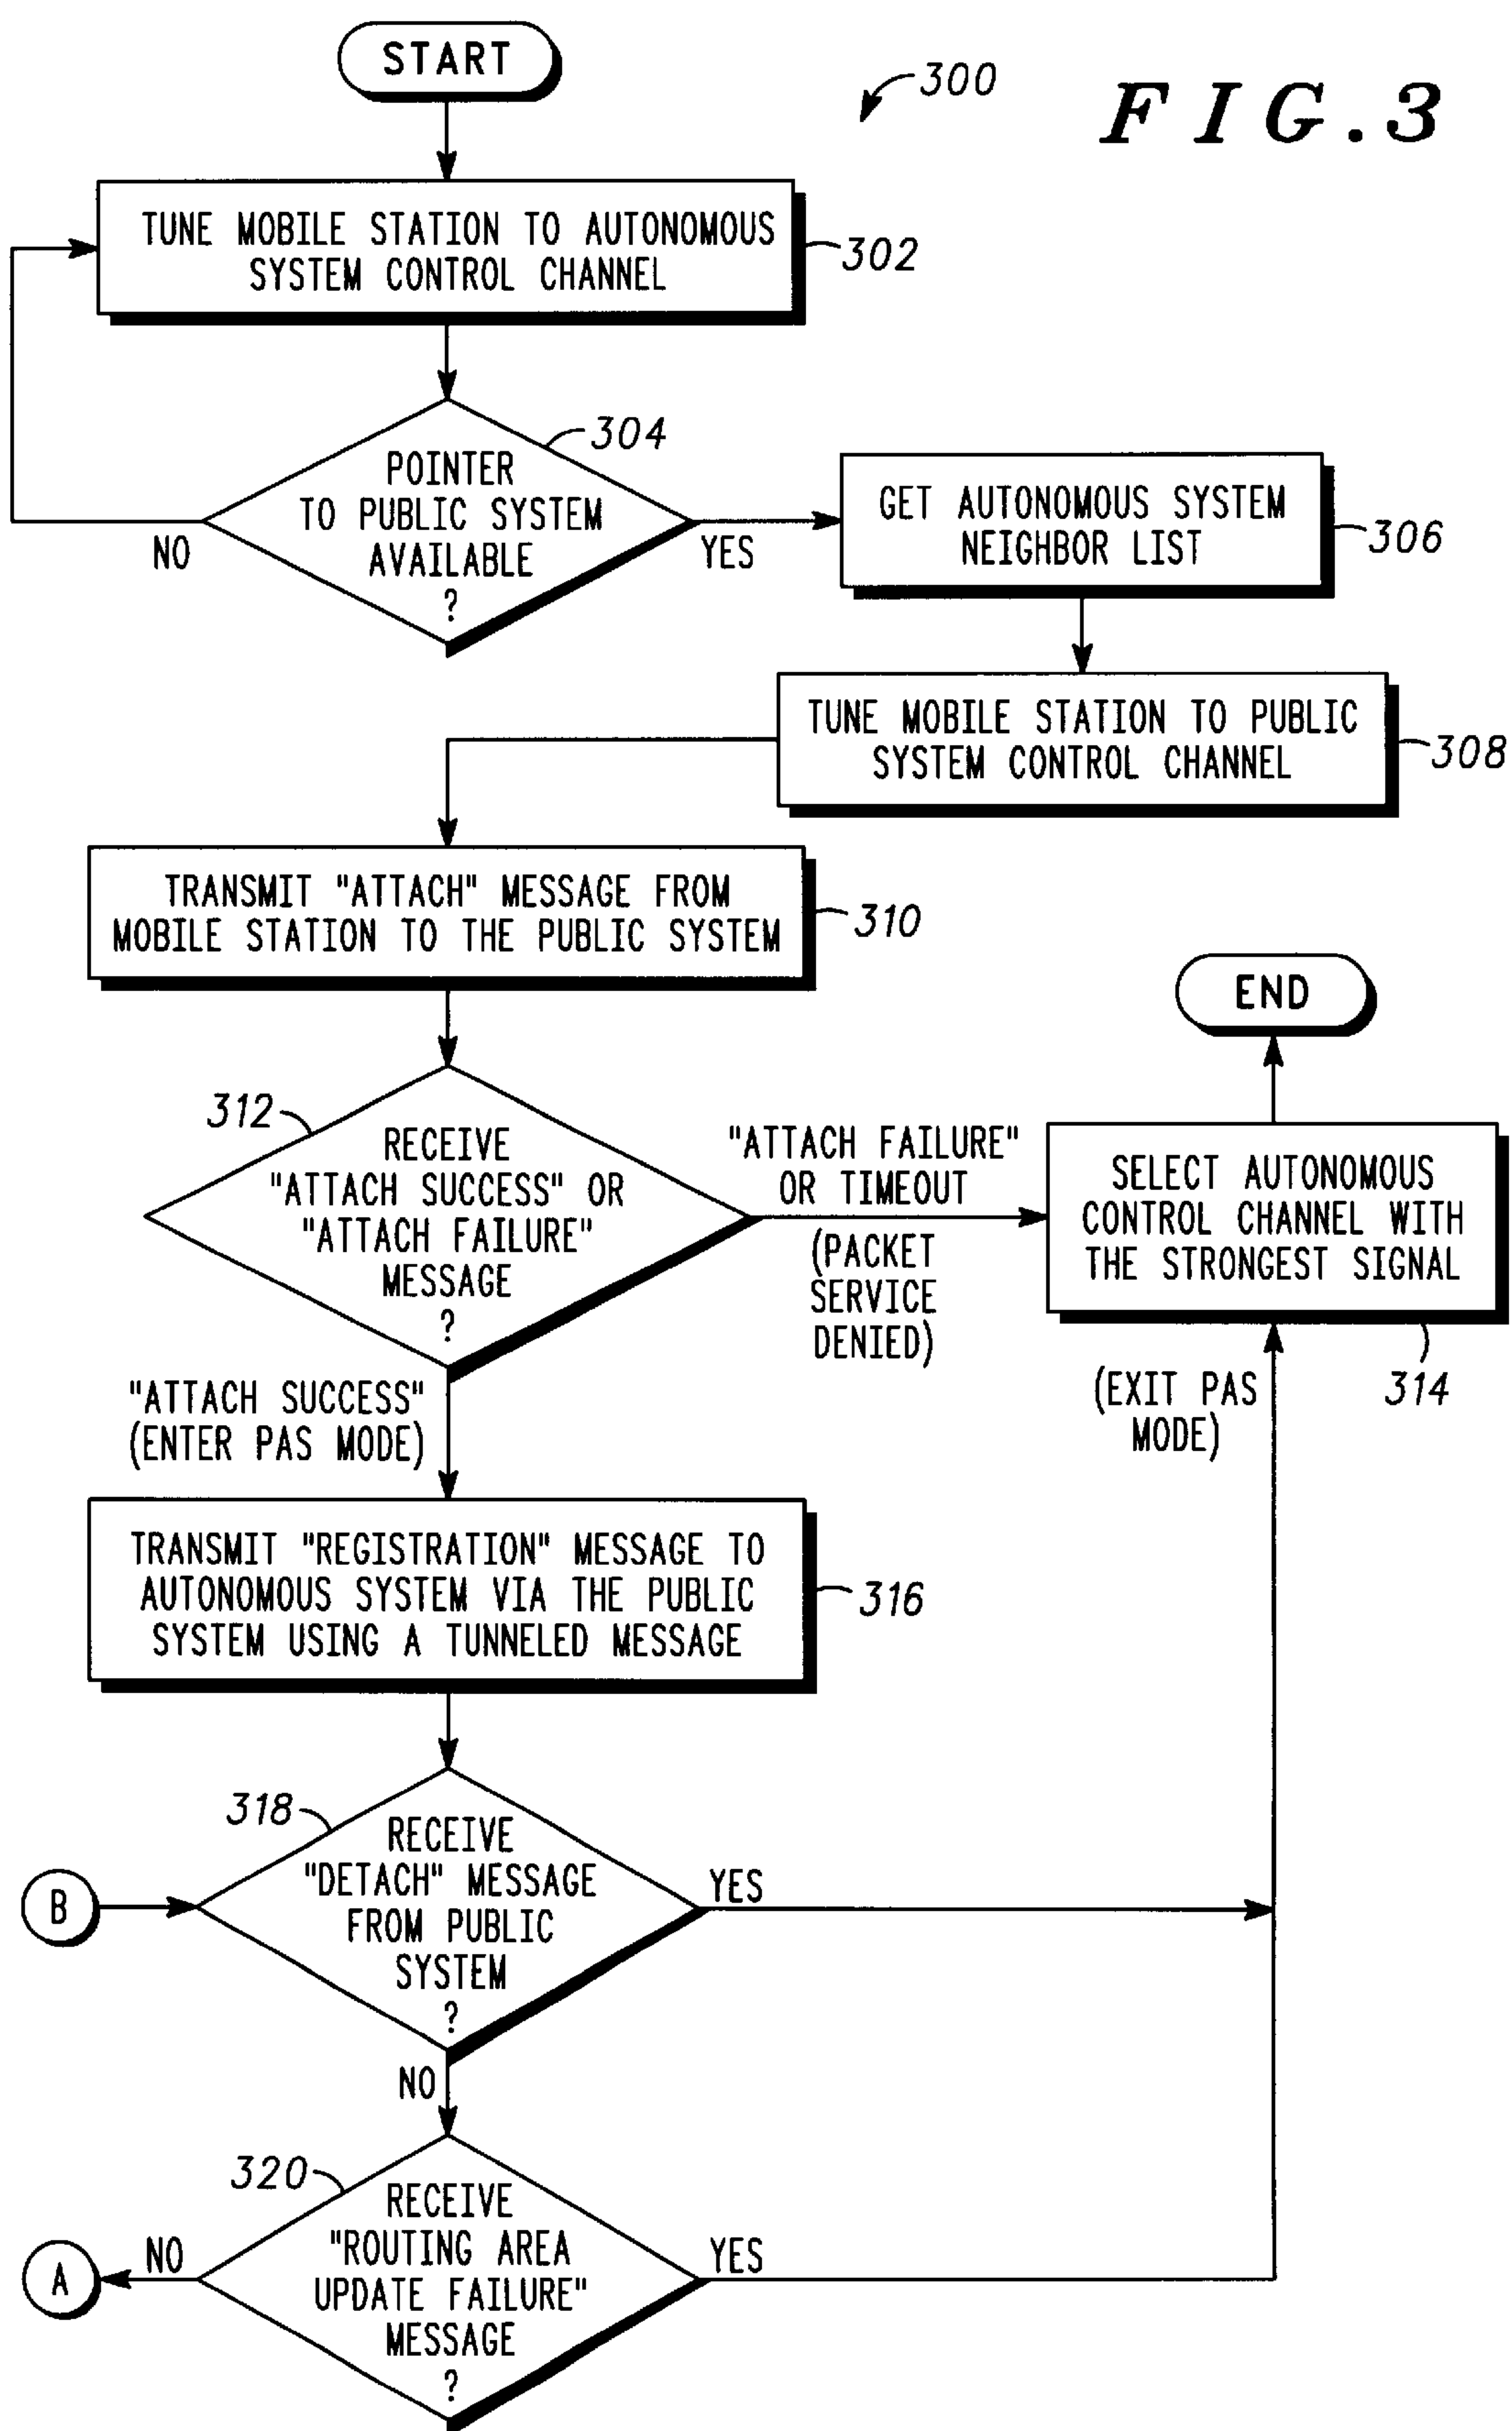 START
300
FIG.3
TUNE MOBILE STATION TO AUTONOMOUS
SYSTEM CONTROL CHANNEL
302
304
POINTER
TO PUBLIC SYSTEM
AVAILABLE
?
NO
YES
GET AUTONOMOUS SYSTEM
NEIGHBOR LIST
306
TUNE MOBILE STATION TO PUBLIC
SYSTEM CONTROL CHANNEL
308
TRANSMIT "ATTACH" MESSAGE FROM
MOBILE STATION TO THE PUBLIC SYSTEM
310
END
312
RECEIVE
"ATTACH SUCCESS" OR
"ATTACH FAILURE"
MESSAGE
?
"ATTACH FAILURE"
OR TIMEOUT
(PACKET
SERVICE
DENIED)
SELECT AUTONOMOUS
CONTROL CHANNEL WITH
THE STRONGEST SIGNAL
314
"ATTACH SUCCESS"
(ENTER PAS MODE)
(EXIT PAS
MODE)
TRANSMIT "REGISTRATION" MESSAGE TO
AUTONOMOUS SYSTEM VIA THE PUBLIC
SYSTEM USING A TUNNELED MESSAGE
316
318
RECEIVE
"DETACH" MESSAGE
FROM PUBLIC
SYSTEM
?
B
YES
NO
320
RECEIVE
"ROUTING AREA
UPDATE FAILURE"
MESSAGE
?
A
NO
YES